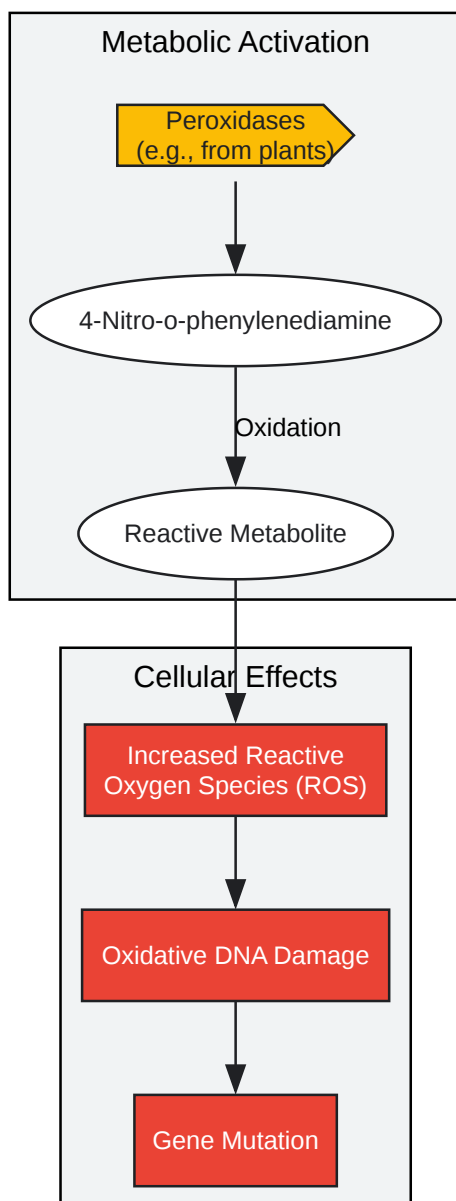 Metabolic Activation
Peroxidases
(e.g., from plants)
4-Nitro-o-phenylenediamine
Oxidation
Reactive Metabolite
Cellular Effects
Increased Reactive
Oxygen Species (ROS)
Oxidative DNA Damage
Gene Mutation